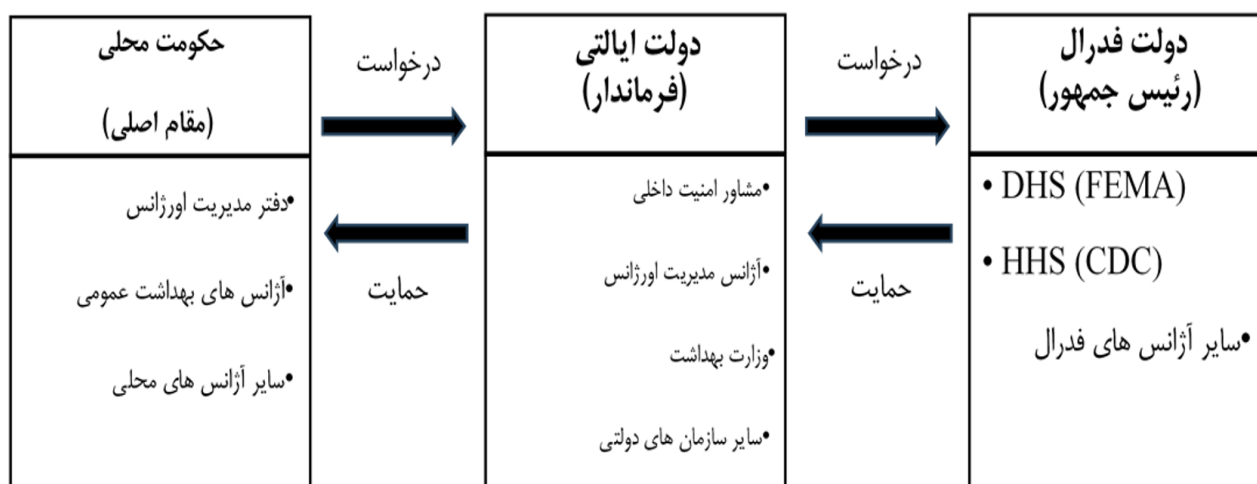 دولت فدرال
(رئیس جمهور)
• DHS (FEMA)
• HHS (CDC)
•سایر آژانس های فدرال
درخواست
حمایت
دولت ایالتی
(فرماندار)
•مشاور امنیت داخلی
•آژانس مدیریت اورژانس
•وزارت بهداشت
•سایر سازمان های دولتی
درخواست
حمایت
حکومت محلی
(مقام اصلی)
•دفتر مدیریت اورژانس
•آژانس های بهداشت عمومی
•سایر آژانس های محلی